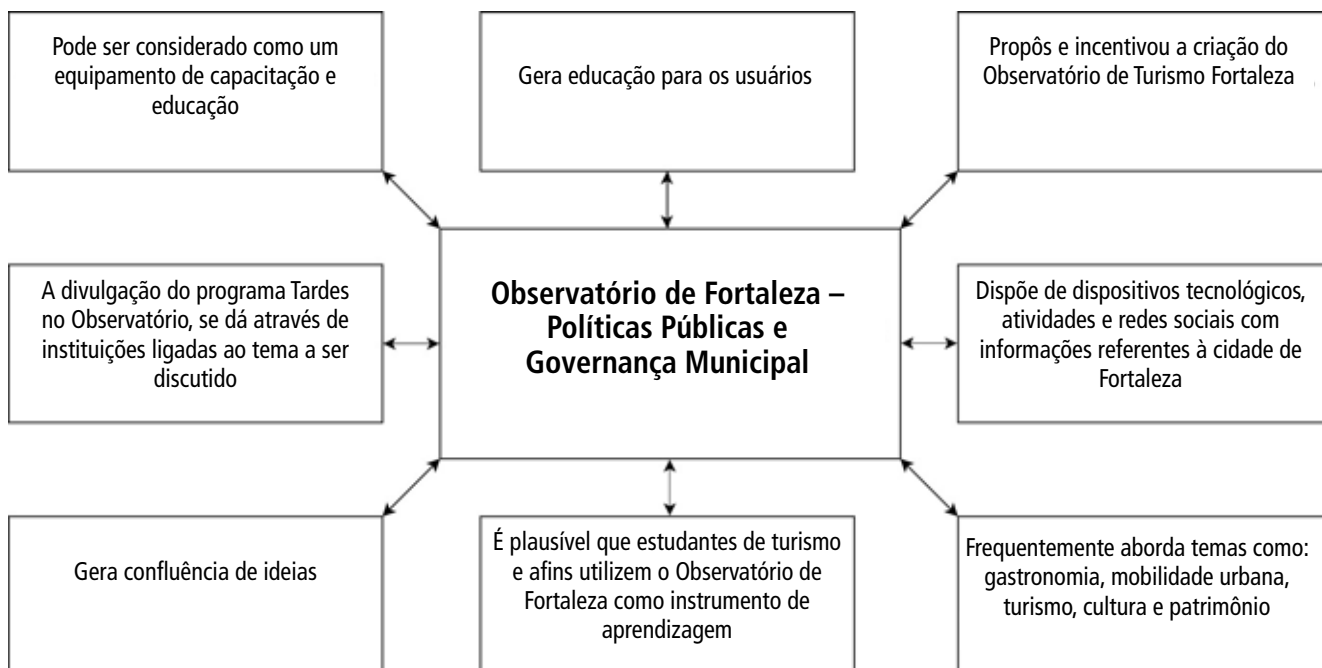 Pode ser considerado como um
equipamento de capacitação e
educação
Gera educação para os usuários
Propôs e incentivou a criação do
Observatório de Turismo Fortaleza
A divulgação do programa Tardes
no Observatório, se dá através de
instituições ligadas ao tema a ser
discutido
Observatório de Fortaleza –
Políticas Públicas e
Governança Municipal
Dispõe de dispositivos tecnológicos,
atividades e redes sociais com
informações referentes à cidade de
Fortaleza
Gera confluência de ideias
É plausível que estudantes de turismo
e afins utilizem o Observatório de
Fortaleza como instrumento de
aprendizagem
Frequentemente aborda temas como:
gastronomia, mobilidade urbana,
turismo, cultura e patrimônio